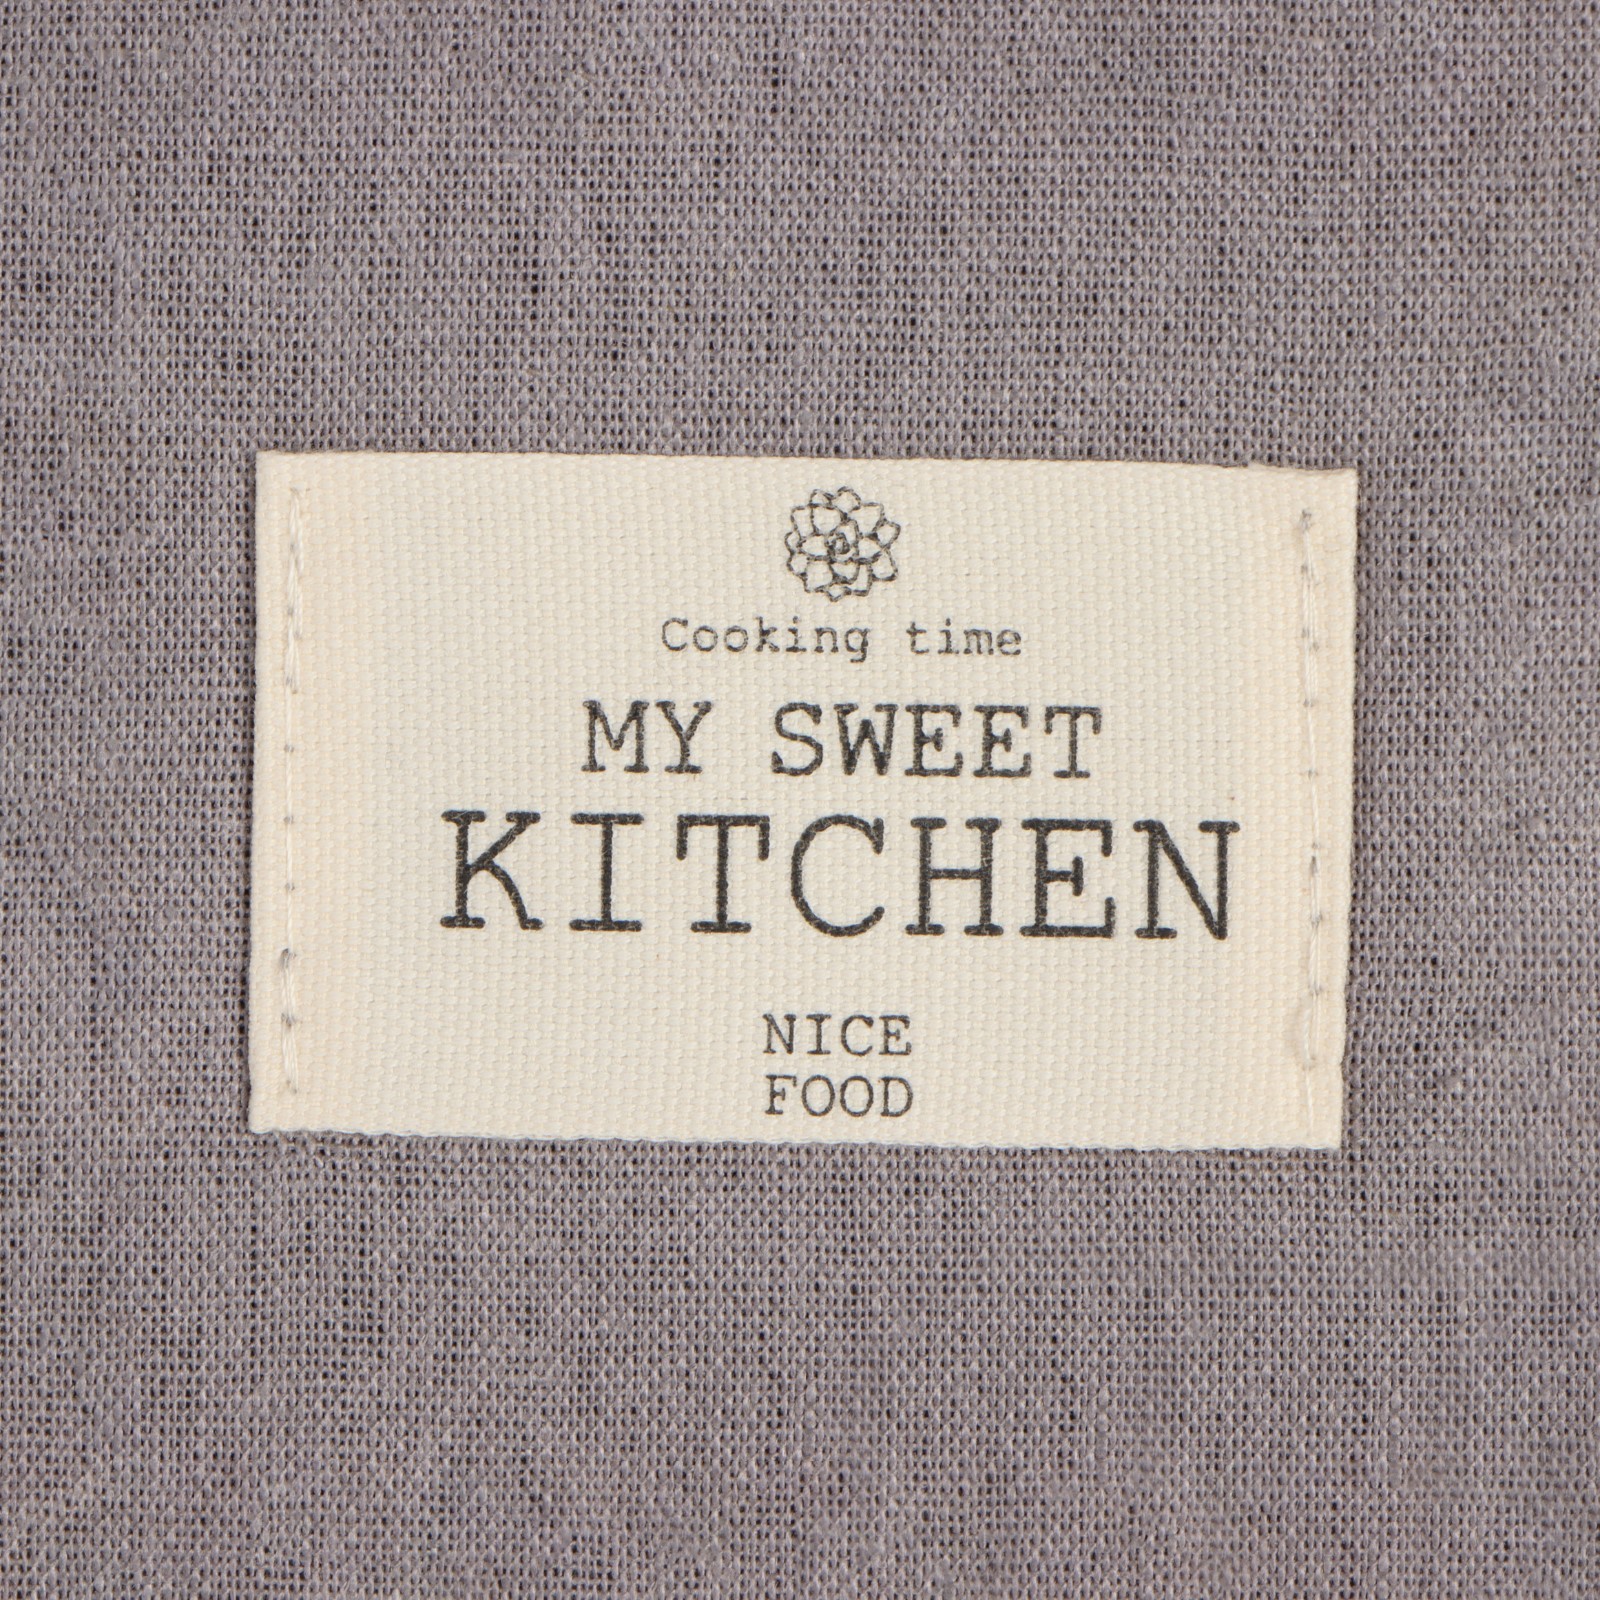 Cooking time
MY SWEET
KITCHEN
NICE
FOOD